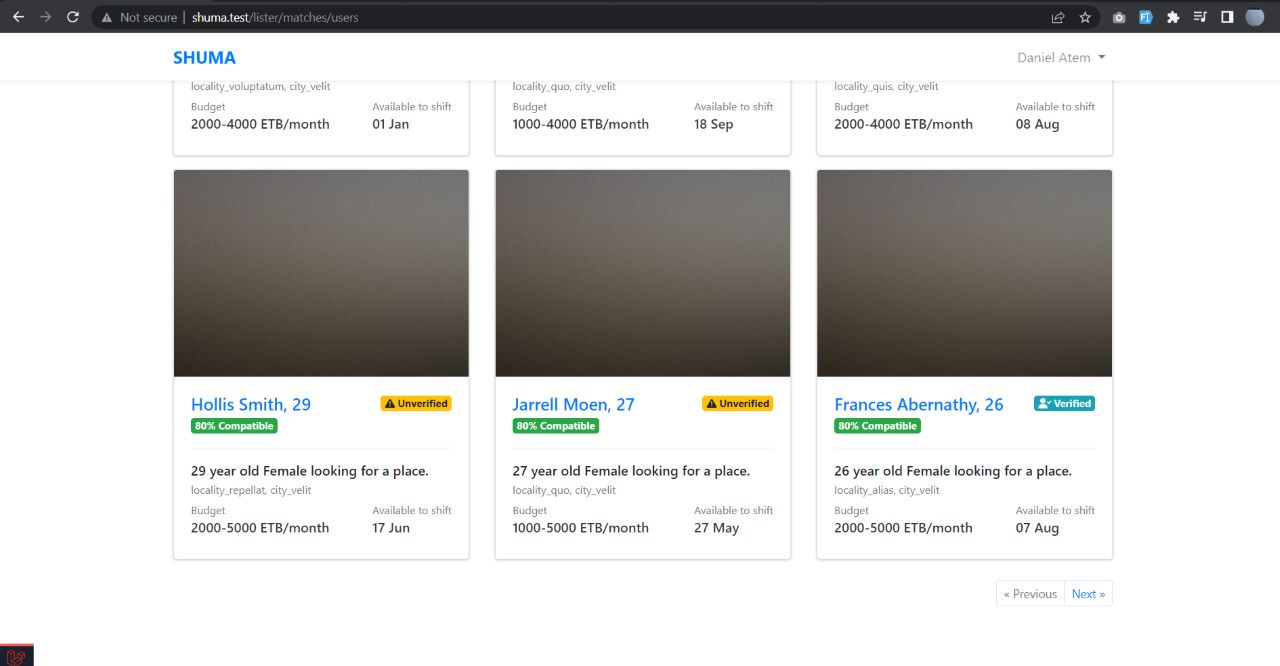 Not secure | shuma.test/lister/matches/users
SHUMA
Daniel Atem
locality_voluptatum, city_velit
Budget Available to shift
2000-4000 ETB/month 01 Jan
locality_quo, city_velit
Budget Available to shift
1000-4000 ETB/month 18 Sep
locality_quis, city_velit
Budget Available to shift
2000-4000 ETB/month 08 Aug
Hollis Smith, 29 Unverified
80% Compatible
29 year old Female looking for a place.
locality_repellat, city_velit
Budget Available to shift
2000-5000 ETB/month 17 Jun
Jarrell Moen, 27 Unverified
80% Compatible
27 year old Female looking for a place.
locality_quo, city_velit
Budget Available to shift
1000-5000 ETB/month 27 May
Frances Abernathy, 26 Verified
80% Compatible
26 year old Female looking for a place.
locality_alias, city_velit
Budget Available to shift
2000-5000 ETB/month 07 Aug
« Previous Next »